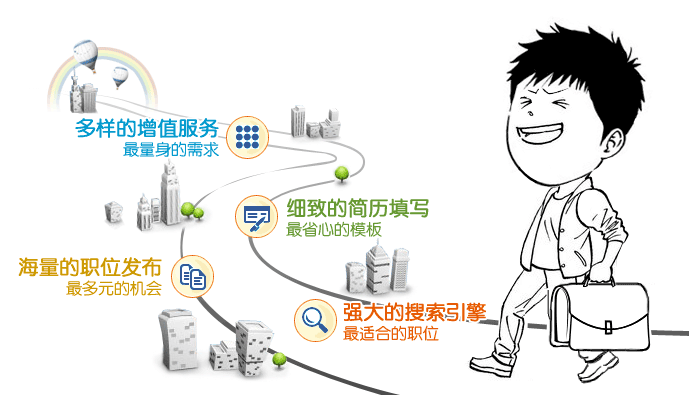 多样的增值服务
最量身的需求
细致的简历填写
最省心的模板
海量的职位发布
最多元的机会
强大的搜索引擎
最适合的职位